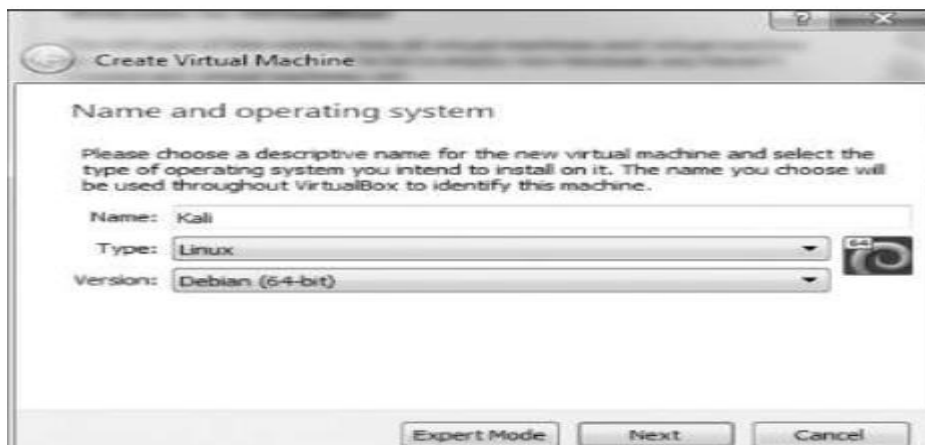 Create Virtual Machine
Name and operating system
Please choose a descriptive name for the new virtual machine and select the
type of operating system you intend to install on it. The name you choose will
be used throughout VirtualBox to identify this machine.
Name: Kali
Type: Linux
64
Version: Debian (64-bit)
Expert Mode
Next
Cancel